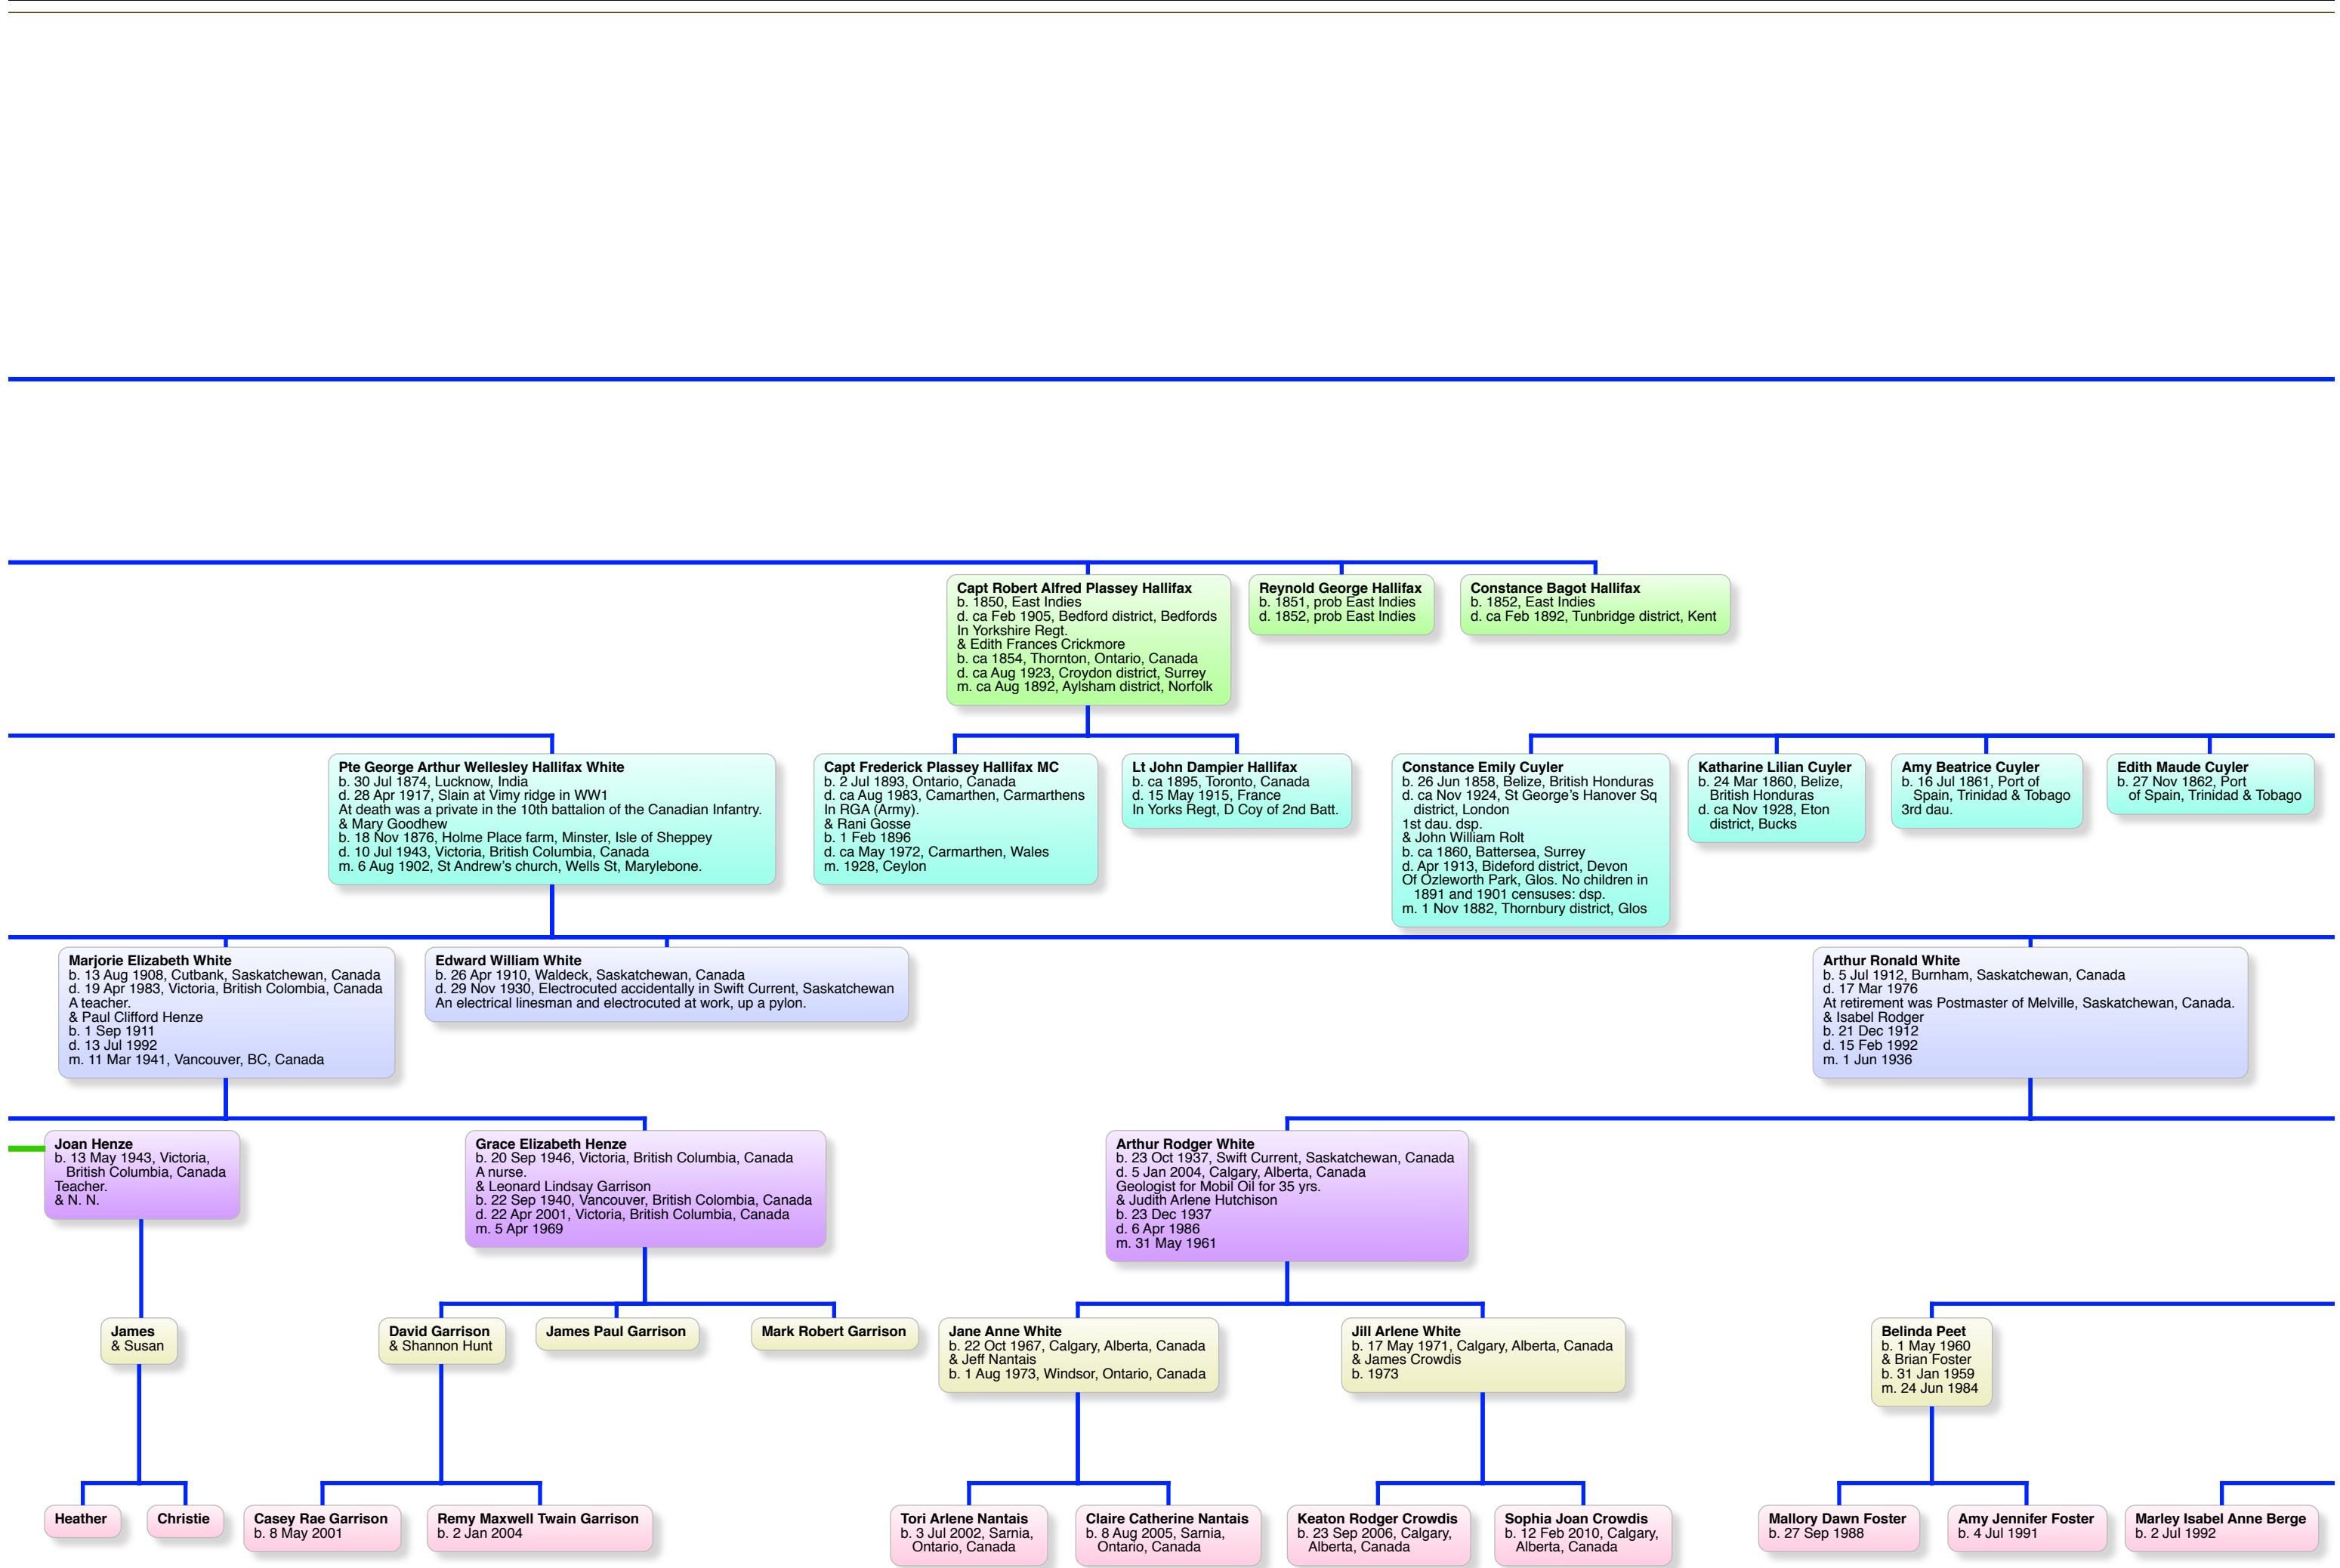 Capt Robert Alfred Plassey Hallifax
b. 1850, East Indies
d. ca Feb 1905, Bedford district, Bedfords
In Yorkshire Regt.
& Edith Frances Crickmore
b. ca 1854, Thornton, Ontario, Canada
d. ca Aug 1923, Croydon district, Surrey
m. ca Aug 1892, Aylsham district, Norfolk
Reynold George Hallifax
b. 1851, prob East Indies
d. 1852, prob East Indies
Constance Bagot Hallifax
b. 1852, East Indies
d. ca Feb 1892, Tunbridge district, Kent
Pte George Arthur Wellesley Hallifax White
b. 30 Jul 1874, Lucknow, India
d. 28 Apr 1917, Slain at Vimy ridge in WW1
At death was a private in the 10th battalion of the Canadian Infantry.
& Mary Goodhew
b. 18 Nov 1876, Holme Place farm, Minster, Isle of Sheppey
d. 10 Jul 1943, Victoria, British Columbia, Canada
m. 6 Aug 1902, St Andrew's church, Wells St, Marylebone.
Capt Frederick Plassey Hallifax MC
b. 2 Jul 1893, Ontario, Canada
d. ca Aug 1983, Camarthen, Carmarthens
In RGA (Army).
& Rani Gosse
b. 1 Feb 1896
d. ca May 1972, Carmarthen, Wales
m. 1928, Ceylon
Lt John Dampier Hallifax
b. ca 1895, Toronto, Canada
d. 15 May 1915, France
In Yorks Regt, D Coy of 2nd Batt.
Constance Emily Cuyler
b. 26 Jun 1858, Belize, British Honduras
d. ca Nov 1924, St George's Hanover Sq
district, London
1st dau. dsp.
& John William Rolt
b. ca 1860, Battersea, Surrey
d. Apr 1913, Bideford district, Devon
Of Ozleworth Park, Glos. No children in
1891 and 1901 censuses: dsp.
m. 1 Nov 1882, Thornbury district, Glos
Katharine Lilian Cuyler
b. 24 Mar 1860, Belize,
British Honduras
d. ca Nov 1928, Eton
district, Bucks
Amy Beatrice Cuyler
b. 16 Jul 1861, Port of
Spain, Trinidad & Tobago
3rd dau.
Edith Maude Cuyler
b. 27 Nov 1862, Port
of Spain, Trinidad & Tobago
Marjorie Elizabeth White
b. 13 Aug 1908, Cutbank, Saskatchewan, Canada
d. 19 Apr 1983, Victoria, British Colombia, Canada
A teacher.
& Paul Clifford Henze
b. 1 Sep 1911
d. 13 Jul 1992
m. 11 Mar 1941, Vancouver, BC, Canada
Edward William White
b. 26 Apr 1910, Waldeck, Saskatchewan, Canada
d. 29 Nov 1930, Electrocuted accidentally in Swift Current, Saskatchewan
An electrical linesman and electrocuted at work, up a pylon.
Arthur Ronald White
b. 5 Jul 1912, Burnham, Saskatchewan, Canada
d. 17 Mar 1976
At retirement was Postmaster of Melville, Saskatchewan, Canada.
& Isabel Rodger
b. 21 Dec 1912
d. 15 Feb 1992
m. 1 Jun 1936
Joan Henze
b. 13 May 1943, Victoria,
British Columbia, Canada
Teacher.
& N. N.
Grace Elizabeth Henze
b. 20 Sep 1946, Victoria, British Columbia, Canada
A nurse.
& Leonard Lindsay Garrison
b. 22 Sep 1940, Vancouver, British Colombia, Canada
d. 22 Apr 2001, Victoria, British Columbia, Canada
m. 5 Apr 1969
Arthur Rodger White
b. 23 Oct 1937, Swift Current, Saskatchewan, Canada
d. 5 Jan 2004, Calgary, Alberta, Canada
Geologist for Mobil Oil for 35 yrs.
& Judith Arlene Hutchison
b. 23 Dec 1937
d. 6 Apr 1986
m. 31 May 1961
James
& Susan
David Garrison
& Shannon Hunt
James Paul Garrison
Mark Robert Garrison
Jane Anne White
b. 22 Oct 1967, Calgary, Alberta, Canada
& Jeff Nantais
b. 1 Aug 1973, Windsor, Ontario, Canada
Jill Arlene White
b. 17 May 1971, Calgary, Alberta, Canada
& James Crowdis
b. 1973
Belinda Peet
b. 1 May 1960
& Brian Foster
b. 31 Jan 1959
m. 24 Jun 1984
Heather
Christie
Casey Rae Garrison
b. 8 May 2001
Remy Maxwell Twain Garrison
b. 2 Jan 2004
Tori Arlene Nantais
b. 3 Jul 2002, Sarnia,
Ontario, Canada
Claire Catherine Nantais
b. 8 Aug 2005, Sarnia,
Ontario, Canada
Keaton Rodger Crowdis
b. 23 Sep 2006, Calgary,
Alberta, Canada
Sophia Joan Crowdis
b. 12 Feb 2010, Calgary,
Alberta, Canada
Mallory Dawn Foster
b. 27 Sep 1988
Amy Jennifer Foster
b. 4 Jul 1991
Marley Isabel Anne Berge
b. 2 Jul 1992